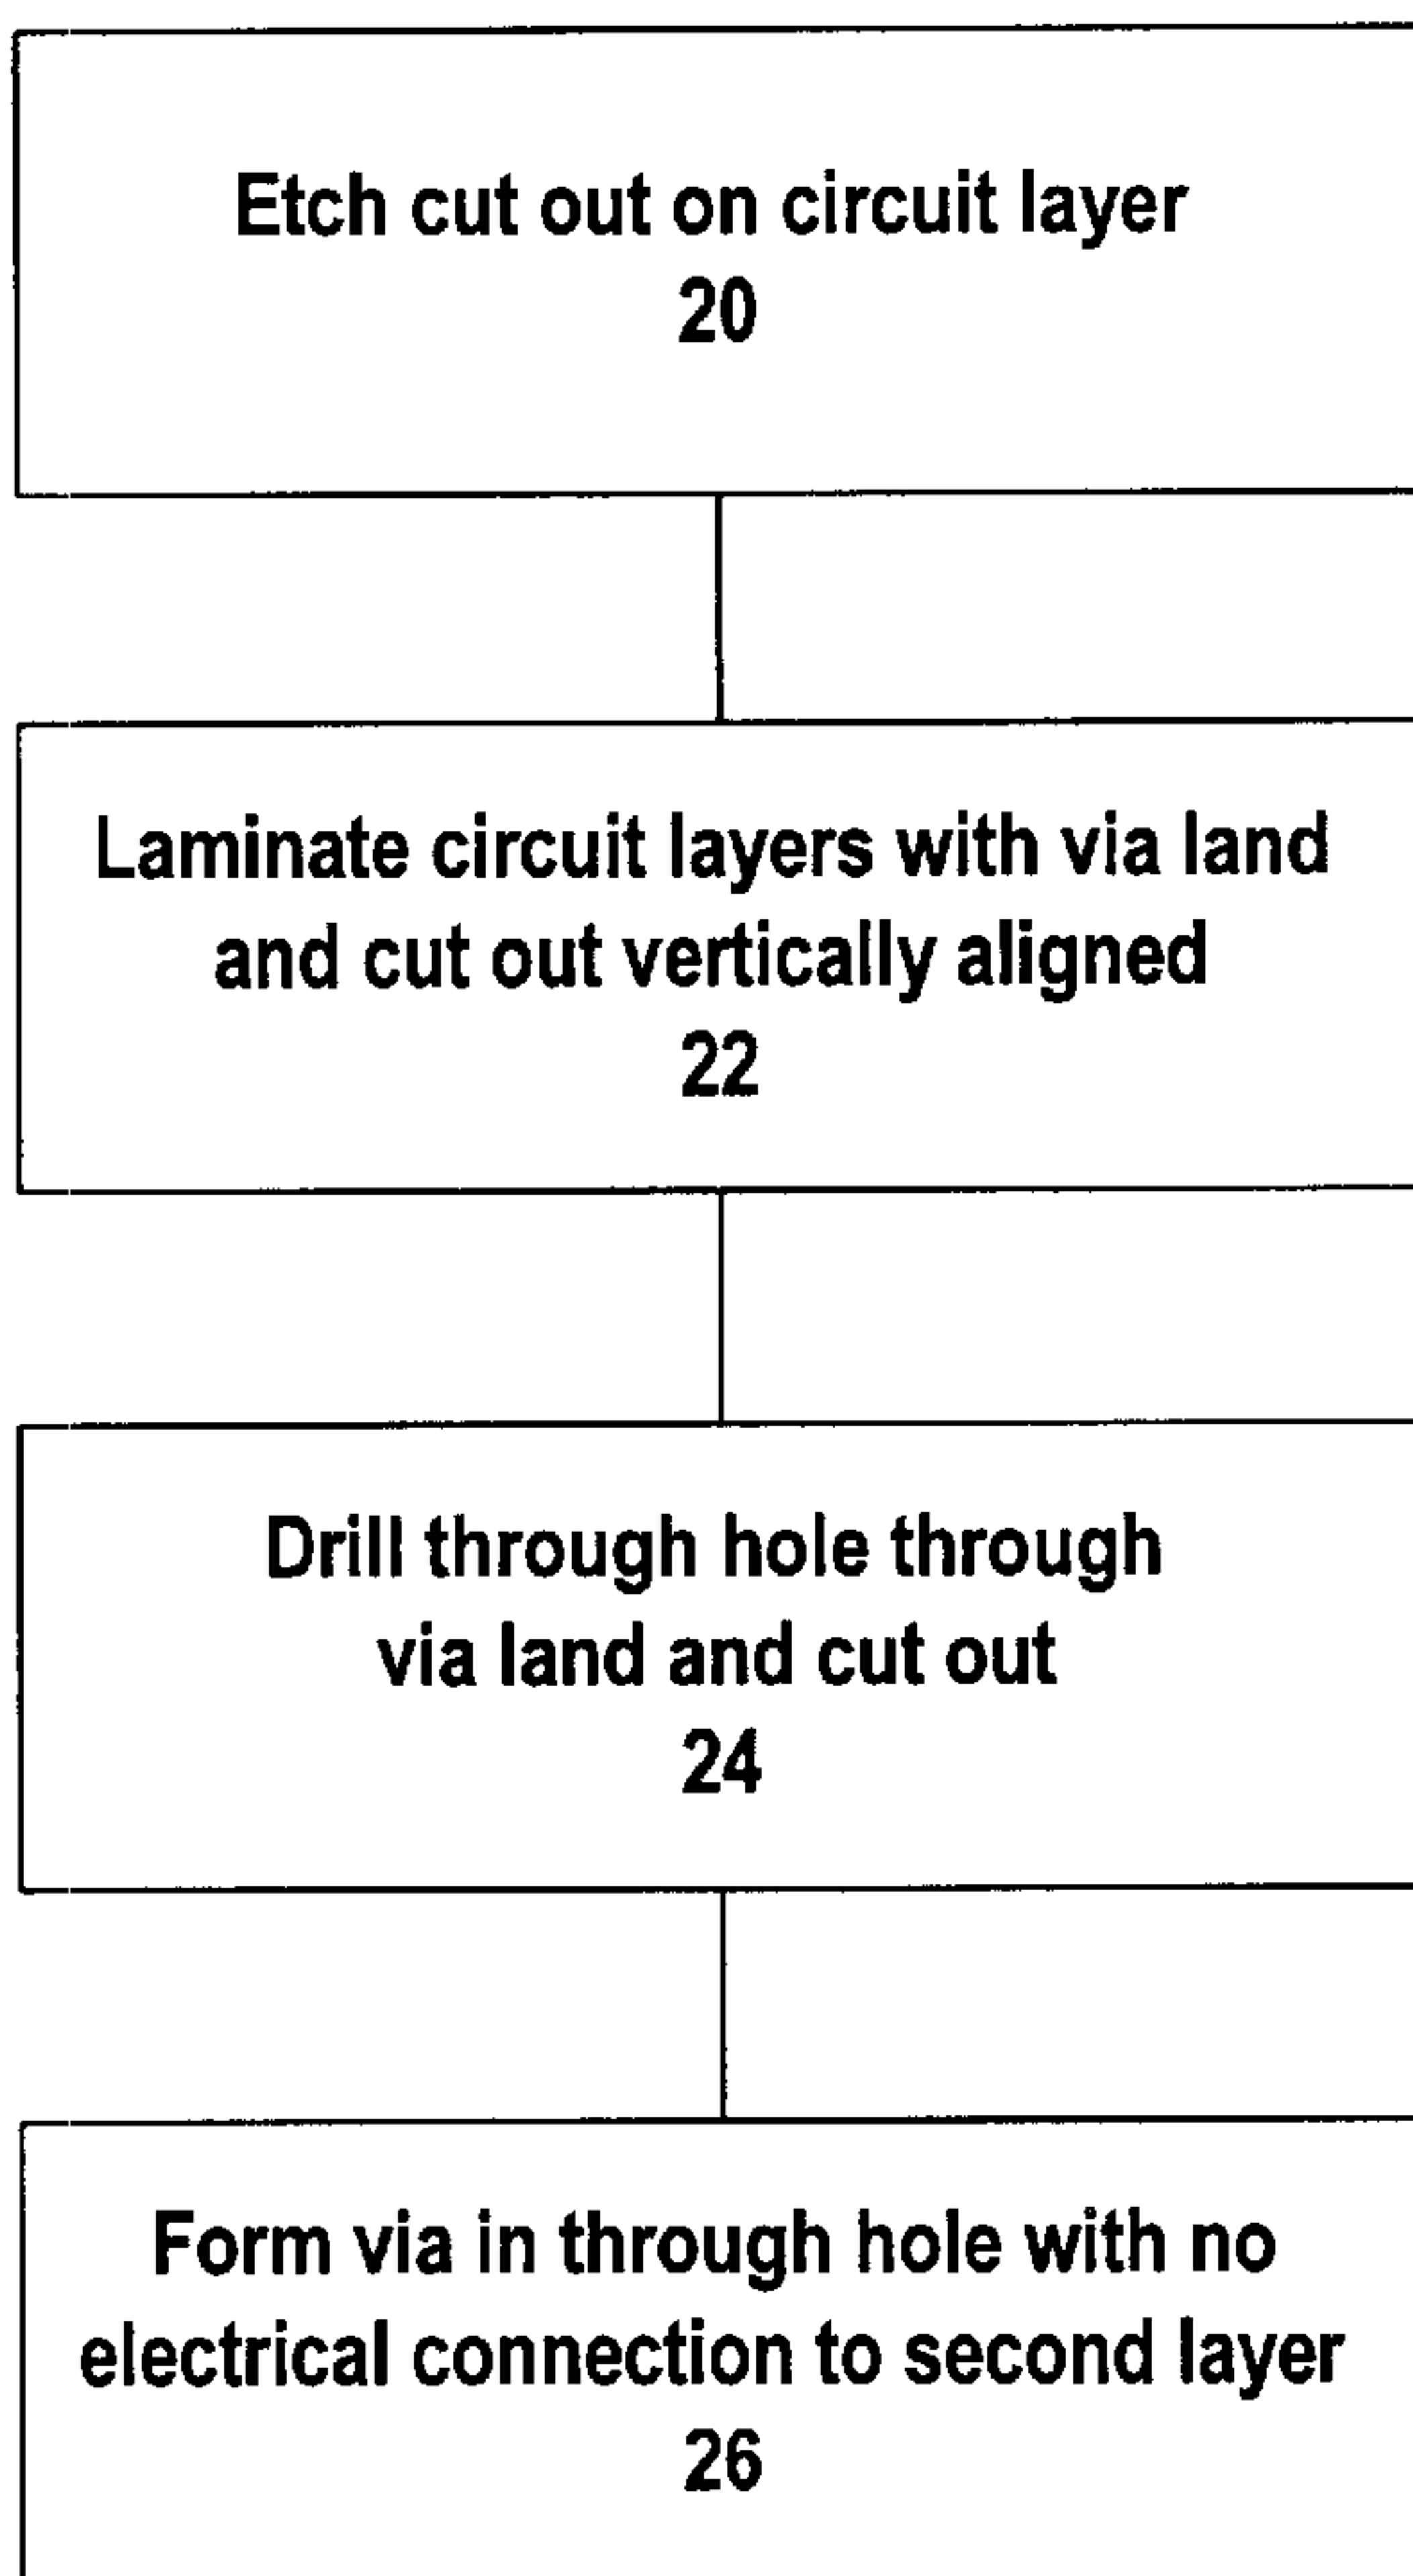 Etch cut out on circuit layer
20
Laminate circuit layers with via land
and cut out vertically aligned
22
Drill through hole through
via land and cut out
24
Form via in through hole with no
electrical connection to second layer
26